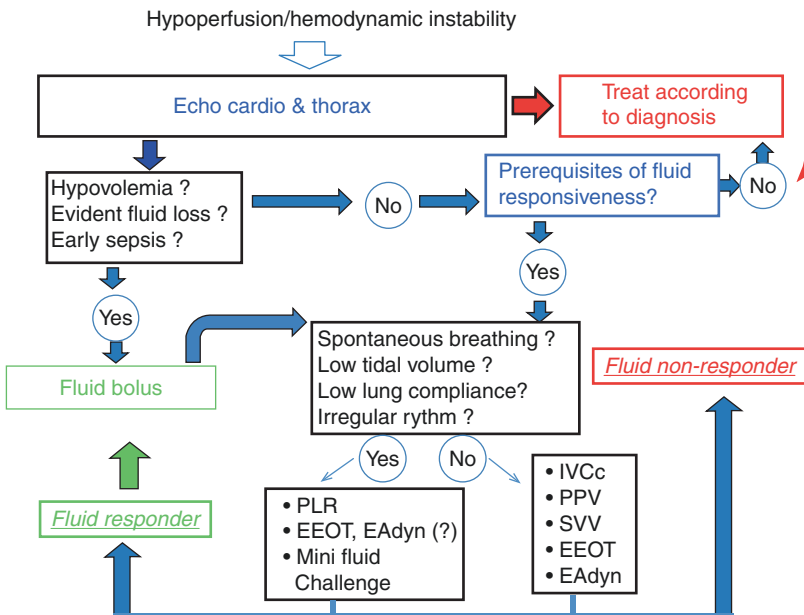 Hypoperfusion/hemodynamic instability
Echo cardio & thorax
Treat according
to diagnosis
Hypovolemia ?
Evident fluid loss ?
Early sepsis ?
No
Prerequisites of fluid
responsiveness?
No
Yes
Yes
Spontaneous breathing ?
Low tidal volume ?
Low lung compliance?
Irregular rythm ?
Fluid bolus
Fluid non-responder
Yes
No
• PLR
• EEOT, EAdyn (?)
• Mini fluid
Challenge
• IVCc
• PPV
• SVV
• EEOT
• EAdyn
Fluid responder